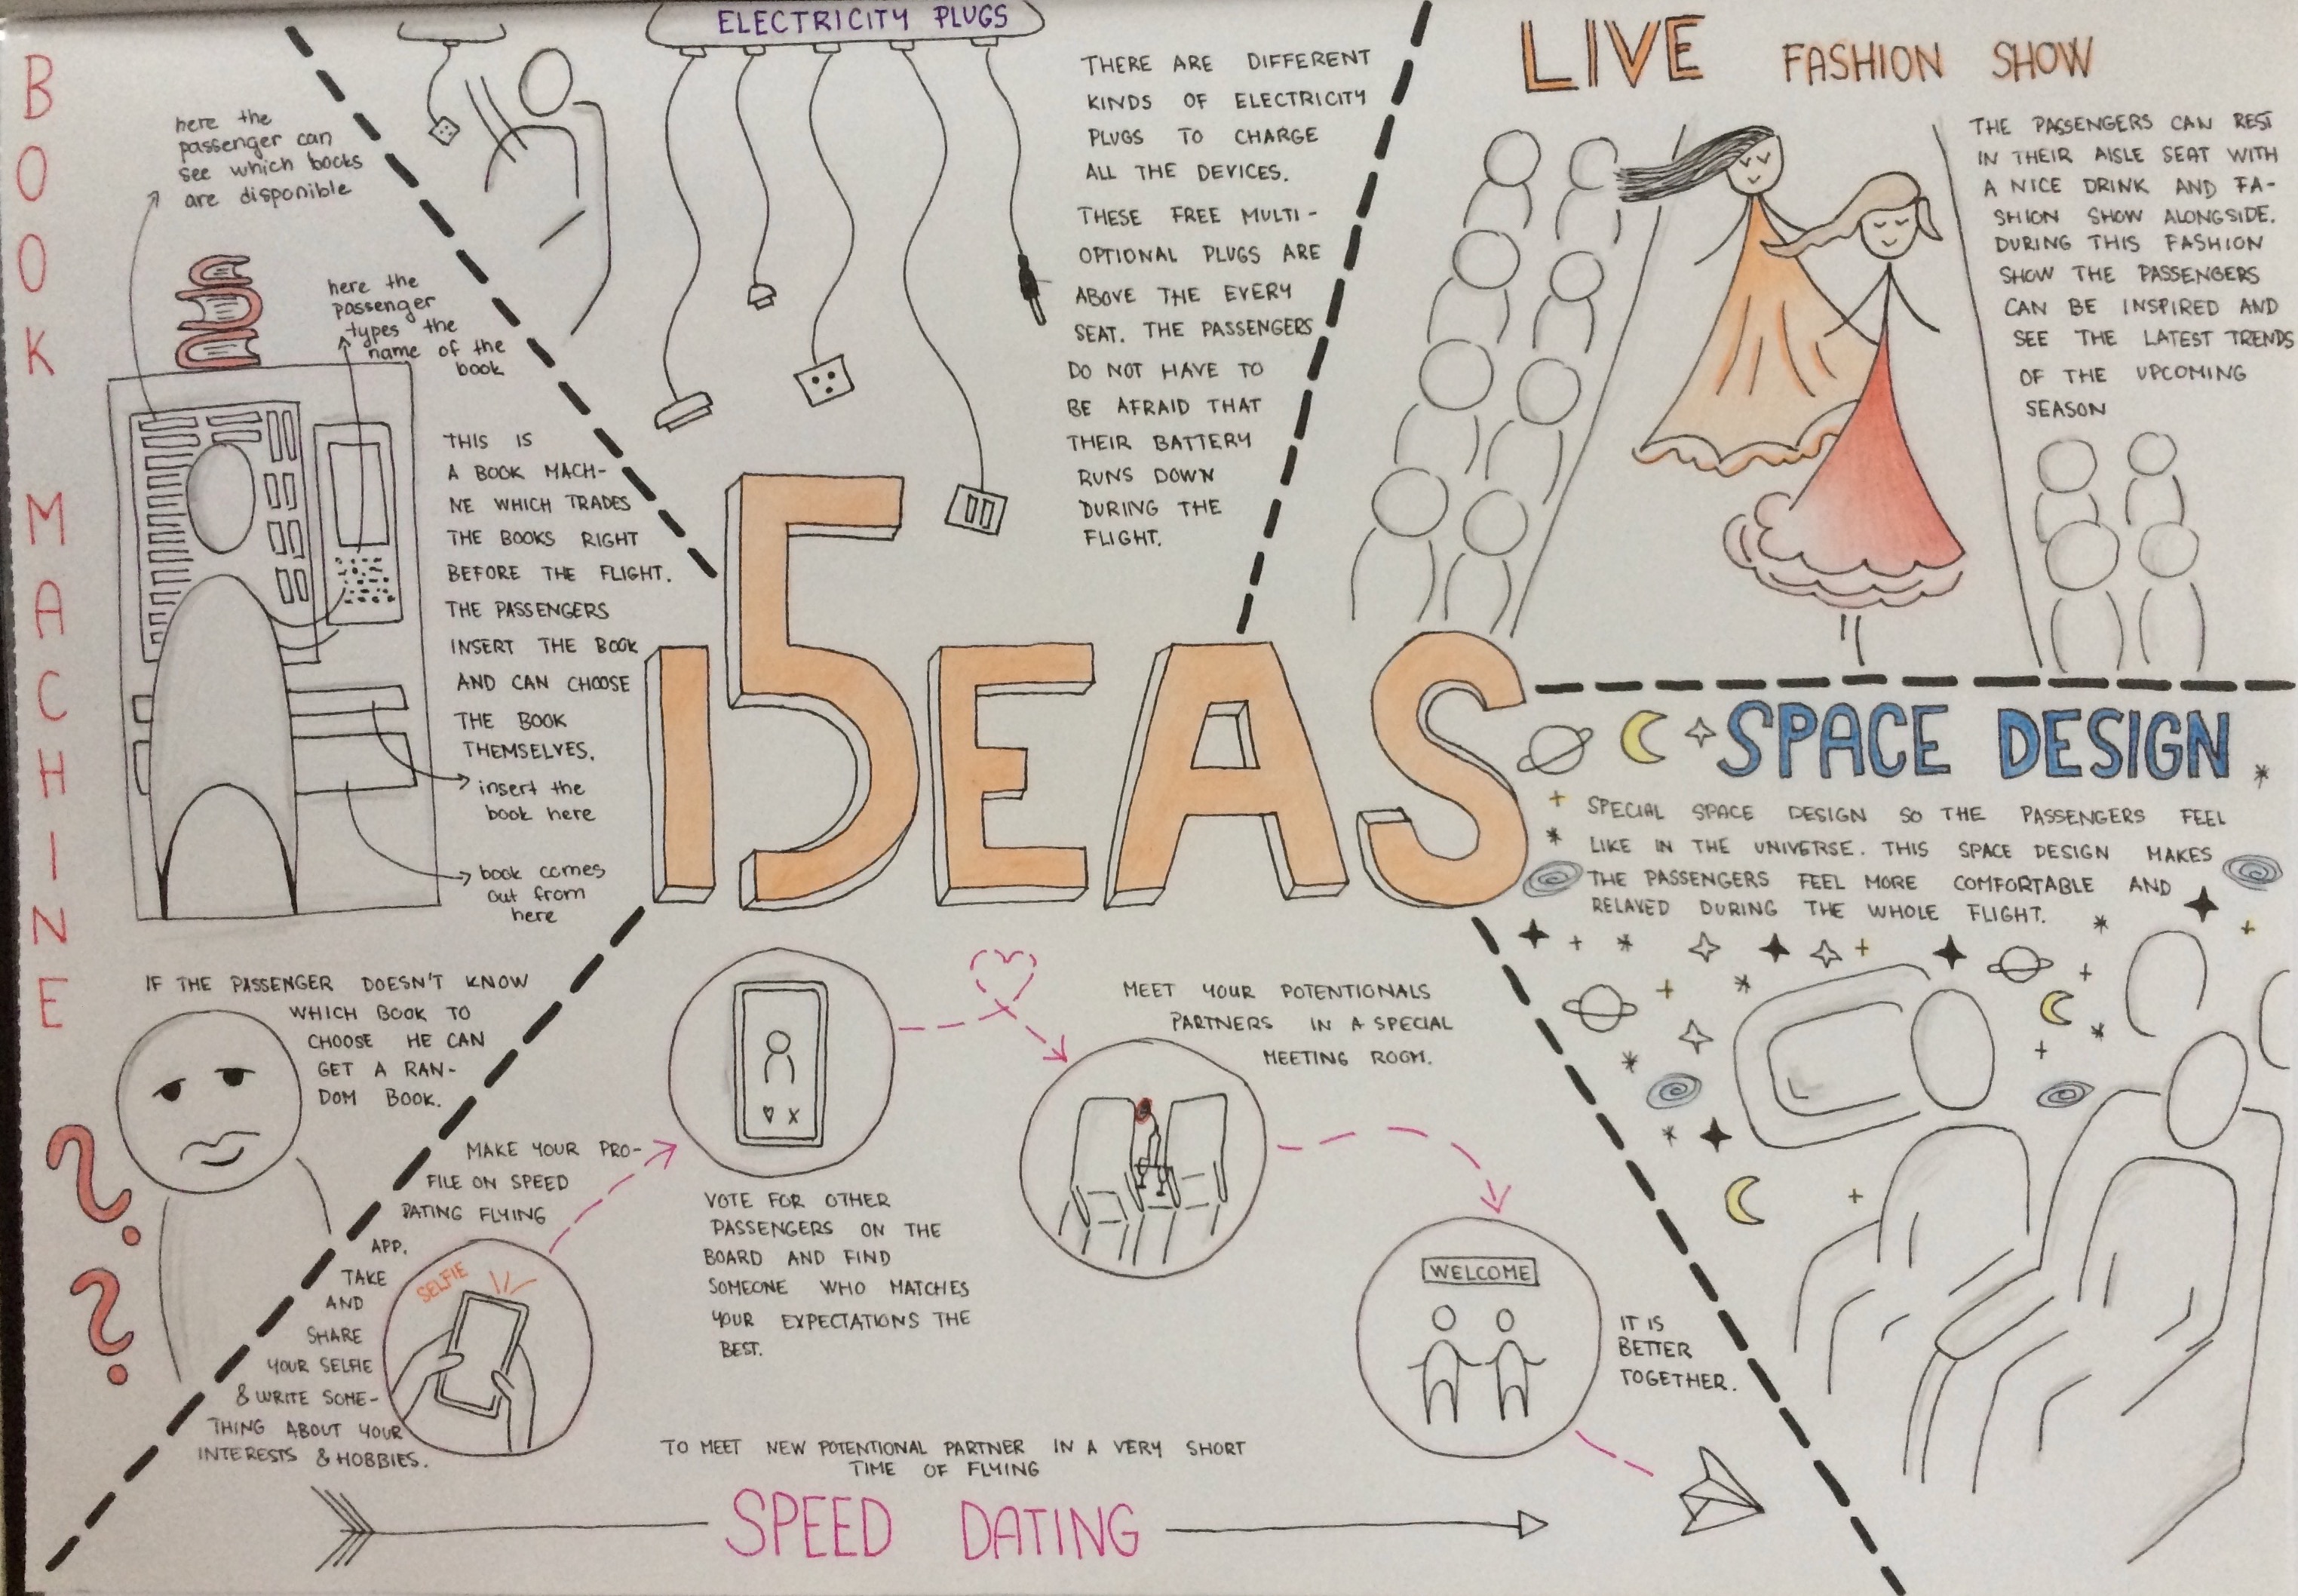 BOOK MACHINE
here the
passenger can
see which books
are disponible
here the
passenger
types the
name of the
book
THIS IS
A BOOK MACH-
NE WHICH TRADES
THE BOOKS RIGHT
BEFORE THE FLIGHT.
THE PASSENGERS
INSERT THE BOOK
AND CAN CHOOSE
THE BOOK
THEMSELVES.
insert the
book here
book comes
out from
here
IF THE PASSENGER DOESN'T KNOW
WHICH BOOK TO
CHOOSE HE CAN
GET A RAN-
DOM BOOK.
? ?
ELECTRICITY PLUGS
THERE ARE DIFFERENT
KINDS OF ELECTRICITY
PLUGS TO CHARGE
ALL THE DEVICES.
THESE FREE MULTI-
OPTIONAL PLUGS ARE
ABOVE THE EVERY
SEAT. THE PASSENGERS
DO NOT HAVE TO
BE AFRAID THAT
THEIR BATTERY
RUNS DOWN
DURING THE
FLIGHT.
LIVE FASHION SHOW
THE PASSENGERS CAN REST
IN THEIR AISLE SEAT WITH
A NICE DRINK AND FA-
SHION SHOW ALONGSIDE.
DURING THIS FASHION
SHOW THE PASSENGERS
CAN BE INSPIRED AND
SEE THE LATEST TRENDS
OF THE UPCOMING
SEASON
I5EAS
SPACE DESIGN
SPECIAL SPACE DESIGN SO THE PASSENGERS FEEL
LIKE IN THE UNIVERSE. THIS SPACE DESIGN MAKES
THE PASSENGERS FEEL MORE COMFORTABLE AND
RELAXED DURING THE WHOLE FLIGHT.
MAKE YOUR PRO-
FILE ON SPEED
DATING FLYING
APP.
TAKE
AND
SHARE
YOUR SELFIE
& WRITE SOME-
THING ABOUT YOUR
INTERESTS & HOBBIES.
SELFIE
VOTE FOR OTHER
PASSENGERS ON THE
BOARD AND FIND
SOMEONE WHO MATCHES
YOUR EXPECTATIONS THE
BEST.
MEET YOUR POTENTIONALS
PARTNERS IN A SPECIAL
MEETING ROOM.
WELCOME
IT IS
BETTER
TOGETHER.
TO MEET NEW POTENTIONAL PARTNER IN A VERY SHORT
TIME OF FLYING
SPEED DATING